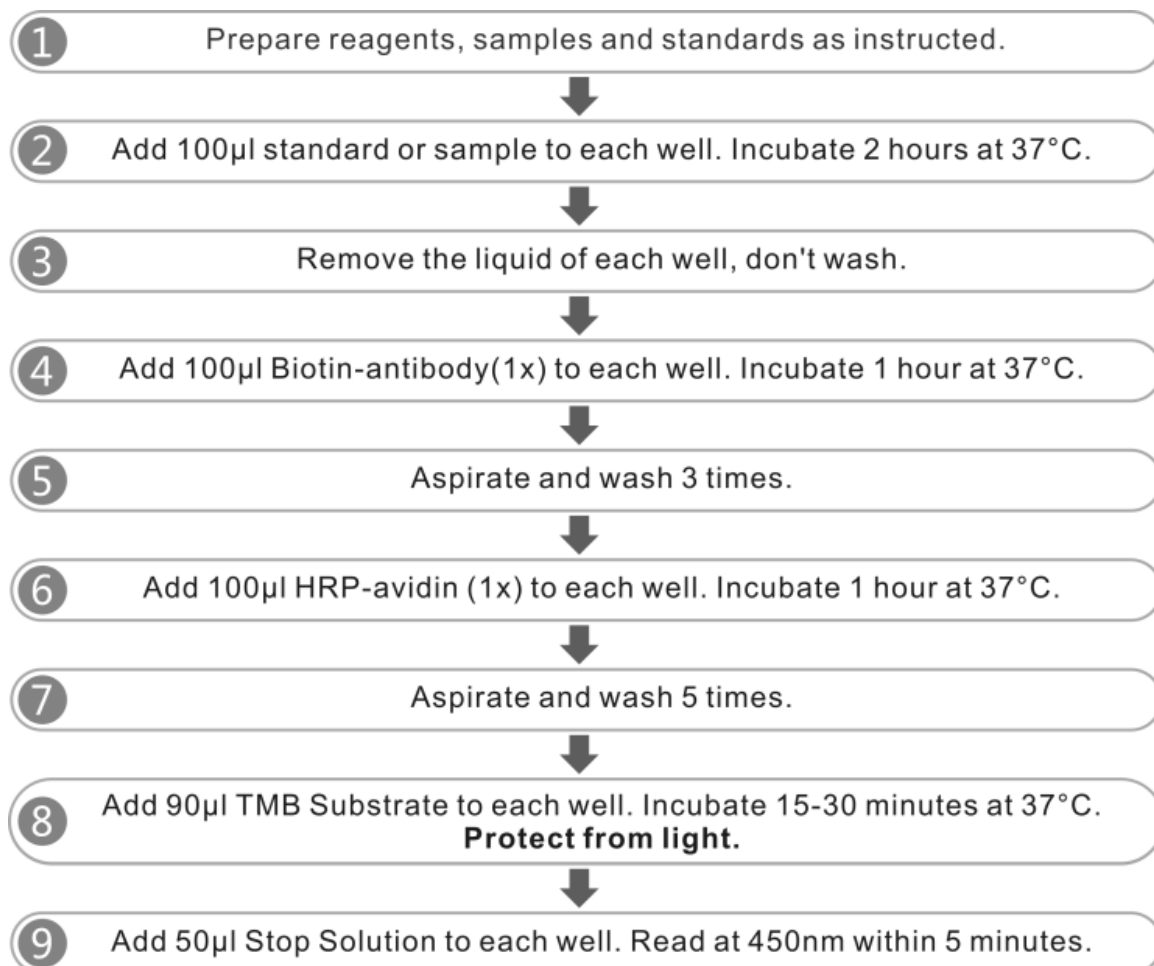 1 Prepare reagents, samples and standards as instructed.
2 Add 100µl standard or sample to each well. Incubate 2 hours at 37°C.
3 Remove the liquid of each well, don't wash.
4 Add 100µl Biotin-antibody(1x) to each well. Incubate 1 hour at 37°C.
5 Aspirate and wash 3 times.
6 Add 100µl HRP-avidin (1x) to each well. Incubate 1 hour at 37°C.
7 Aspirate and wash 5 times.
8 Add 90µl TMB Substrate to each well. Incubate 15-30 minutes at 37°C.
Protect from light.
9 Add 50µl Stop Solution to each well. Read at 450nm within 5 minutes.